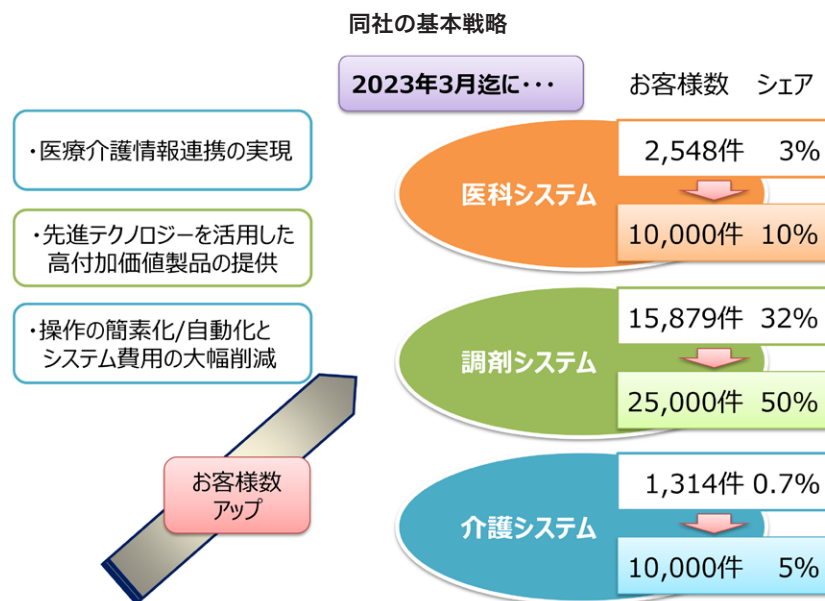 同社の基本戦略
2023年3月迄に・・・
お客様数 シェア
・医療介護情報連携の実現
・先進テクノロジーを活用した
高付加価値製品の提供
・操作の簡素化/自動化と
システム費用の大幅削減
お客様数
アップ
医科システム
2,548件 3%
10,000件 10%
調剤システム
15,879件 32%
25,000件 50%
介護システム
1,314件 0.7%
10,000件 5%